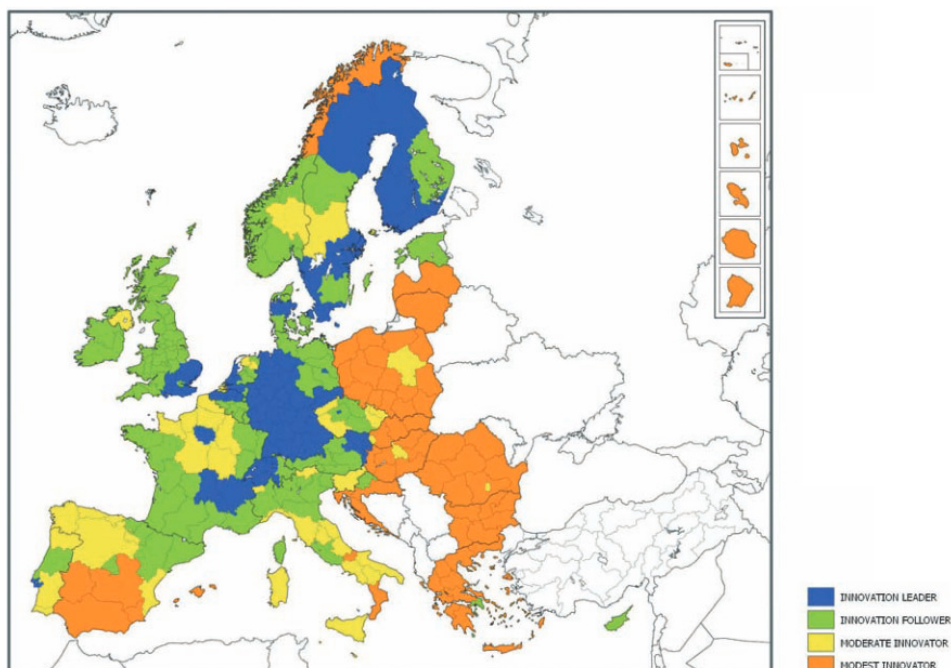 INNOVATION LEADER
INNOVATION FOLLOWER
MODERATE INNOVATOR
MODEST INNOVATOR